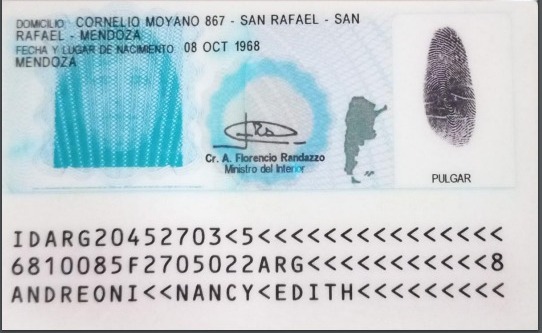 DOMICILIO: CORNELIO MOYANO 867 - SAN RAFAEL - SAN
RAFAEL - MENDOZA
FECHA Y LUGAR DE NACIMIENTO 08 OCT 1968
MENDOZA
Cr. A. Florencio Randazzo
Ministro del Interior
PULGAR
IDARG20452703<5<<<<<<<<<<<<<<<
6810085F2705022ARG<<<<<<<<<<<8
ANDREONI<<NANCY<EDITH<<<<<<<<<